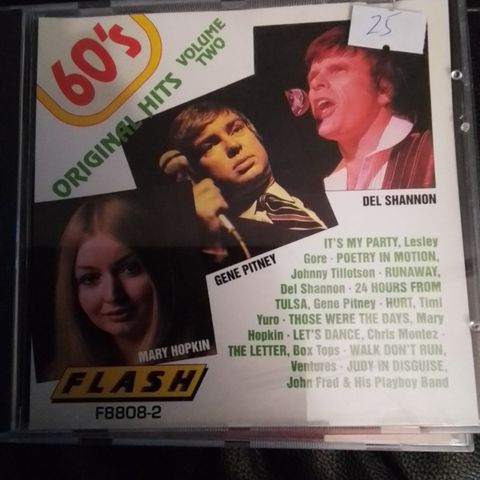 25
60's
ORIGINAL HITS
VOLUME
TWO
DEL SHANNON
GENE PITNEY
MARY HOPKIN
IT'S MY PARTY, Lesley
Gore · POETRY IN MOTION,
Johnny Tillotson · RUNAWAY,
Del Shannon · 24 HOURS FROM
TULSA, Gene Pitney · HURT, Timi
Yuro · THOSE WERE THE DAYS, Mary
Hopkin · LET'S DANCE, Chris Montez ·
THE LETTER, Box Tops · WALK DON'T RUN,
Ventures · JUDY IN DISGUISE,
John Fred & His Playboy Band
FLASH
F8808-2